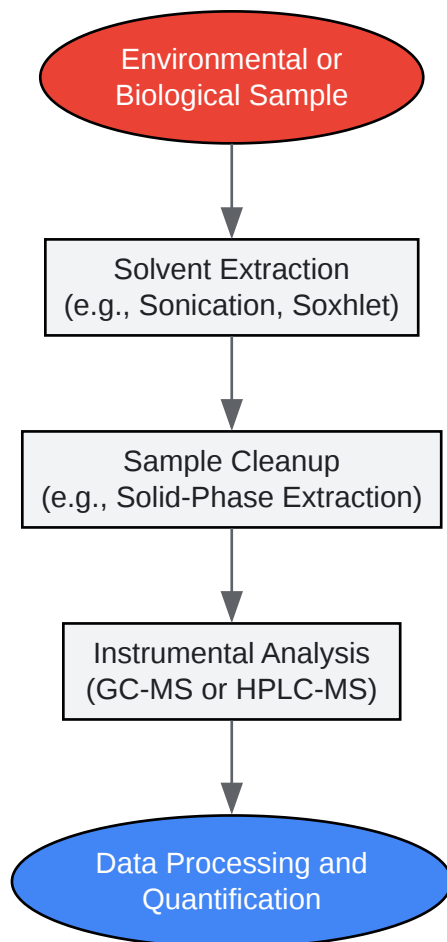 Environmental or
Biological Sample
Solvent Extraction
(e.g., Sonication, Soxhlet)
Sample Cleanup
(e.g., Solid-Phase Extraction)
Instrumental Analysis
(GC-MS or HPLC-MS)
Data Processing and
Quantification